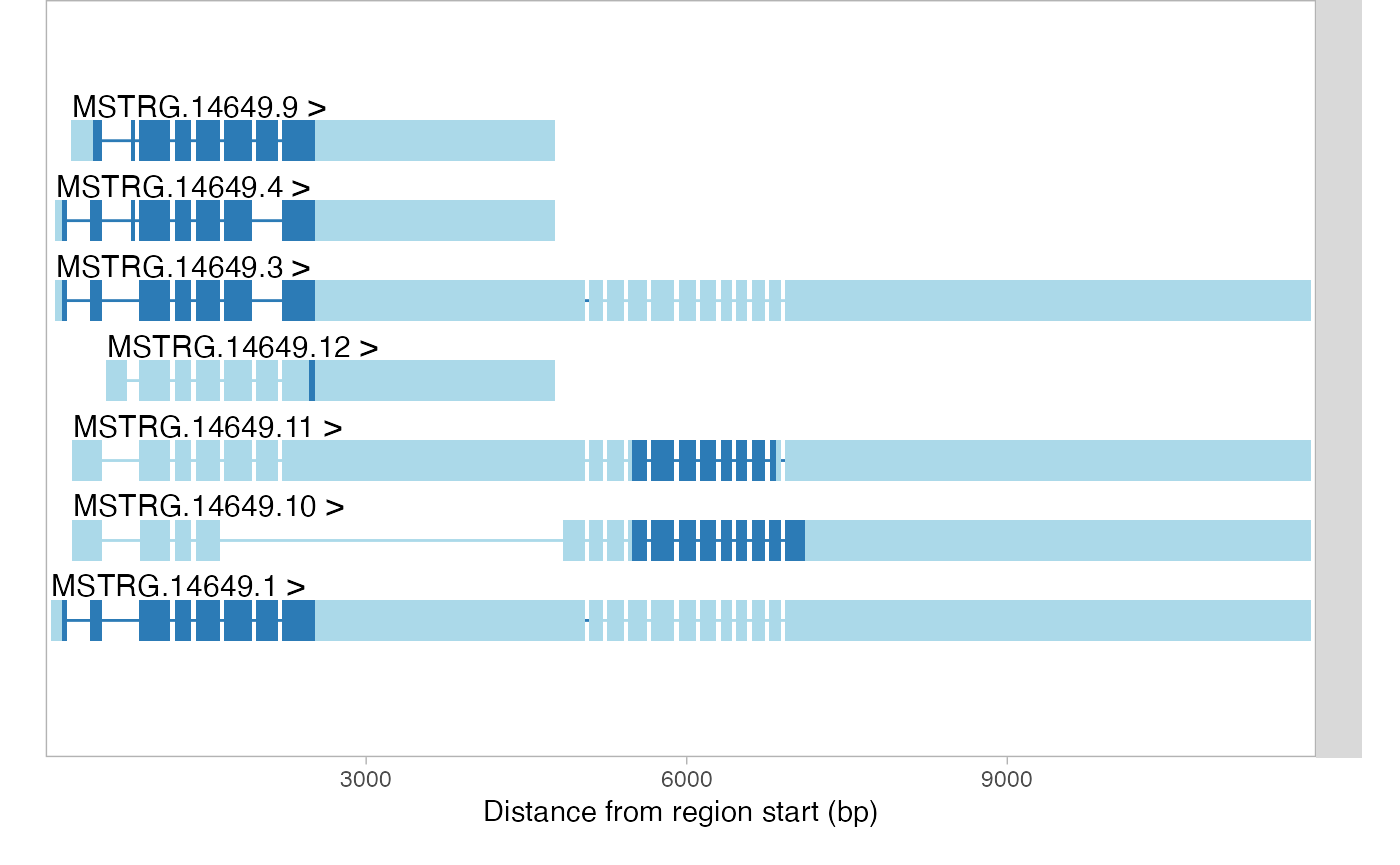 MSTRG.14649.9 >
MSTRG.14649.4 >
MSTRG.14649.3 >
MSTRG.14649.12 >
MSTRG.14649.11 >
MSTRG.14649.10 >
MSTRG.14649.1 >
3000 6000 9000
Distance from region start (bp)